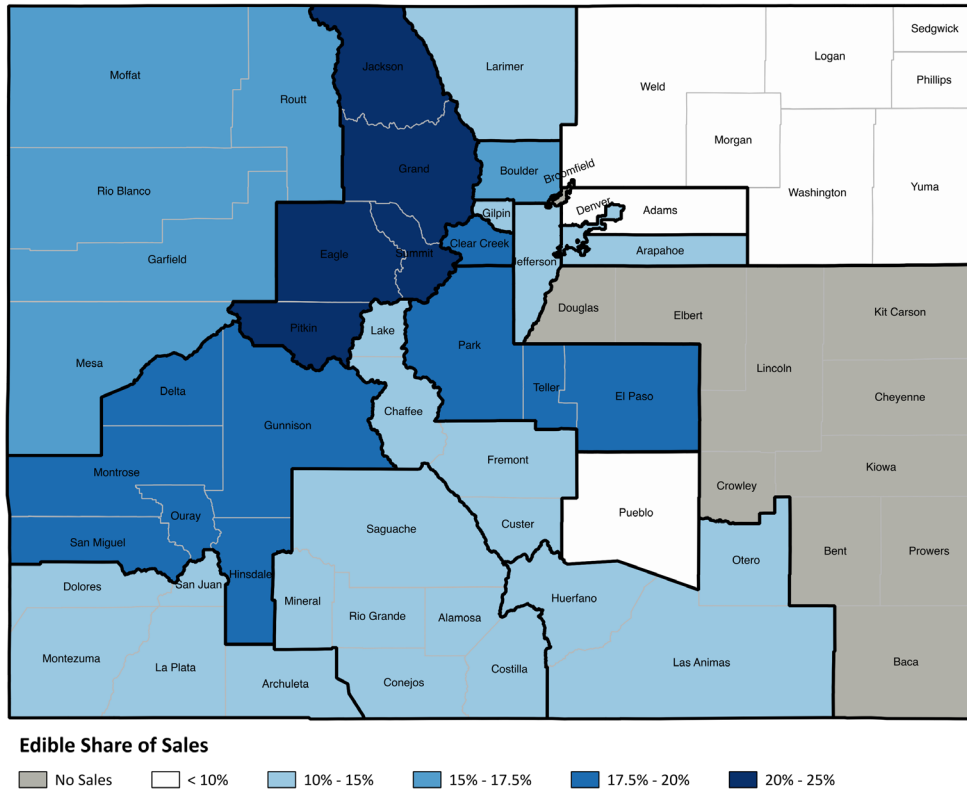 Sedgwick
Logan
Jackson
Larimer
Moffat
Phillips
Weld
Routt
Morgan
Grand
Boulder
Broomfield
Rio Blanco
Washington
Yuma
Denver
Adams
Gilpin
Clear Creek
Arapahoe
Eagle
Summit
Garfield
Jefferson
Douglas
Elbert
Kit Carson
Pitkin
Lake
Park
Mesa
Lincoln
Delta
Teller
El Paso
Cheyenne
Chaffee
Gunnison
Fremont
Kiowa
Montrose
Crowley
Ouray
Pueblo
Custer
Saguache
San Miguel
Otero
Bent
Prowers
Hinsdale
San Juan
Dolores
Mineral
Huerfano
Rio Grande
Alamosa
Montezuma
La Plata
Las Animas
Baca
Costilla
Archuleta
Conejos
Edible Share of Sales
No Sales < 10% 10% - 15% 15% - 17.5% 17.5% - 20% 20% - 25%